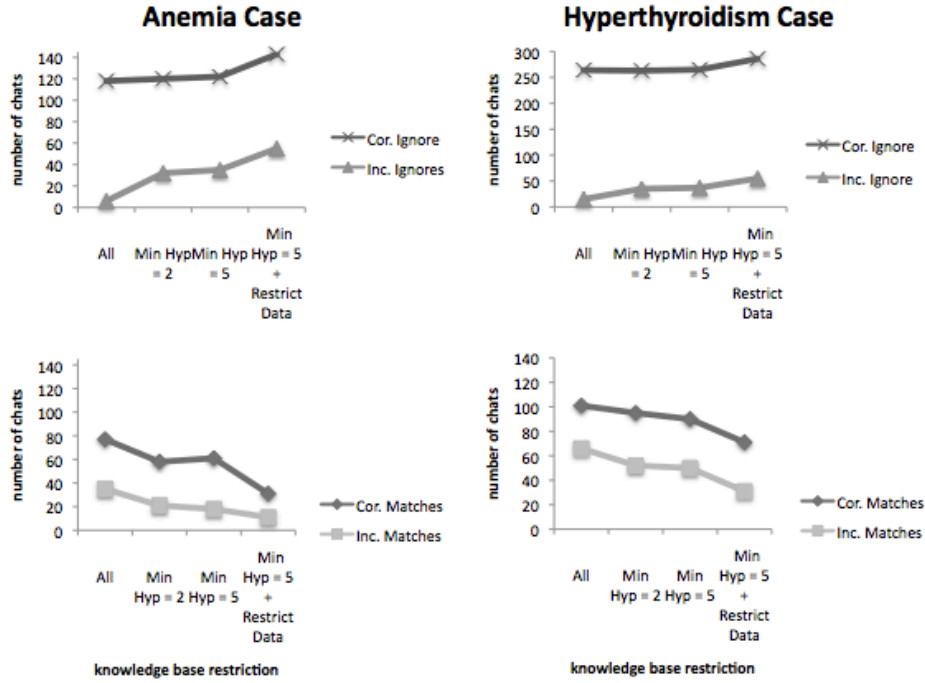 Anemia Case
number of chats
140
120
100
80
60
40
20
0
All
Min Hyp = 2
Min Hyp = 5
Min Hyp = 5 + Restrict Data
Cor. Ignore
Inc. Ignores
Hyperthyroidism Case
number of chats
300
250
200
150
100
50
0
All
Min Hyp = 2
Min Hyp = 5
Min Hyp = 5 + Restrict Data
Cor. Ignore
Inc. Ignore
number of chats
140
120
100
80
60
40
20
0
All
Min Hyp = 2
Min Hyp = 5
Min Hyp = 5 + Restrict Data
Cor. Matches
Inc. Matches
knowledge base restriction
number of chats
140
120
100
80
60
40
20
0
All
Min Hyp = 2
Min Hyp = 5
Min Hyp = 5 + Restrict Data
Cor. Matches
Inc. Matches
knowledge base restriction